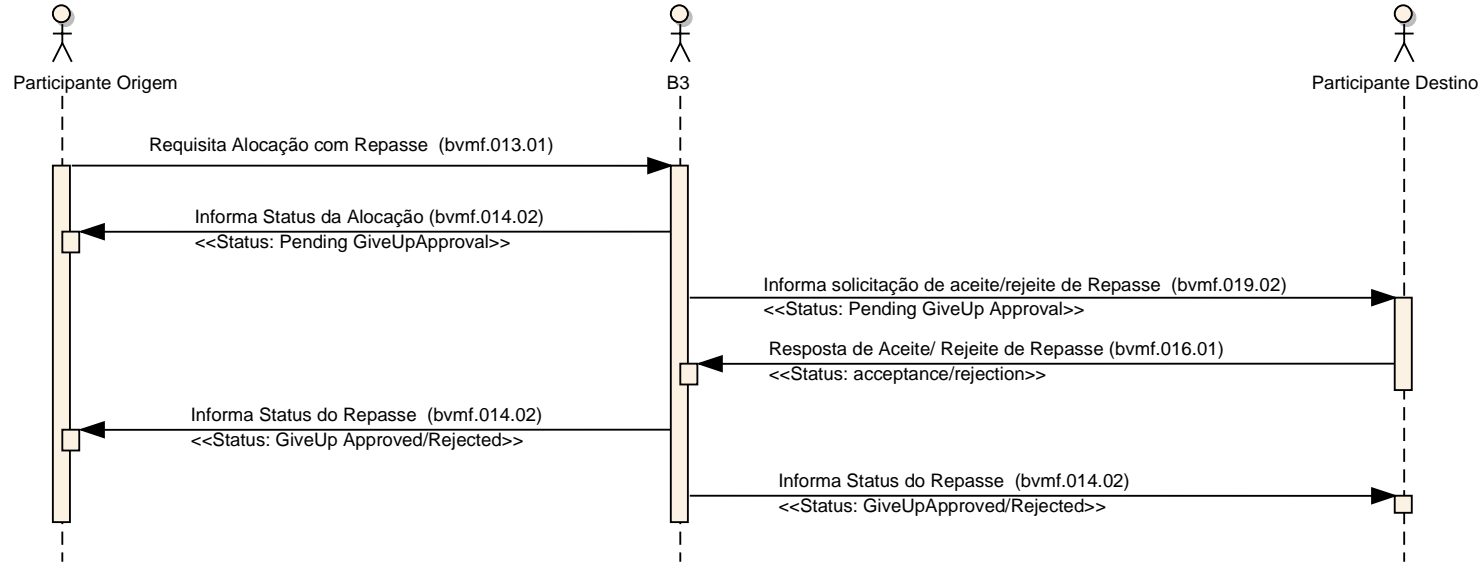 Participante Origem
B3
Participante Destino
Requisita Alocação com Repasse (bvmf.013.01)
Informa Status da Alocação (bvmf.014.02)
<<Status: Pending GiveUpApproval>>
Informa solicitação de aceite/rejeite de Repasse (bvmf.019.02)
<<Status: Pending GiveUp Approval>>
Resposta de Aceite/ Rejeite de Repasse (bvmf.016.01)
<<Status: acceptance/rejection>>
Informa Status do Repasse (bvmf.014.02)
<<Status: GiveUp Approved/Rejected>>
Informa Status do Repasse (bvmf.014.02)
<<Status: GiveUpApproved/Rejected>>